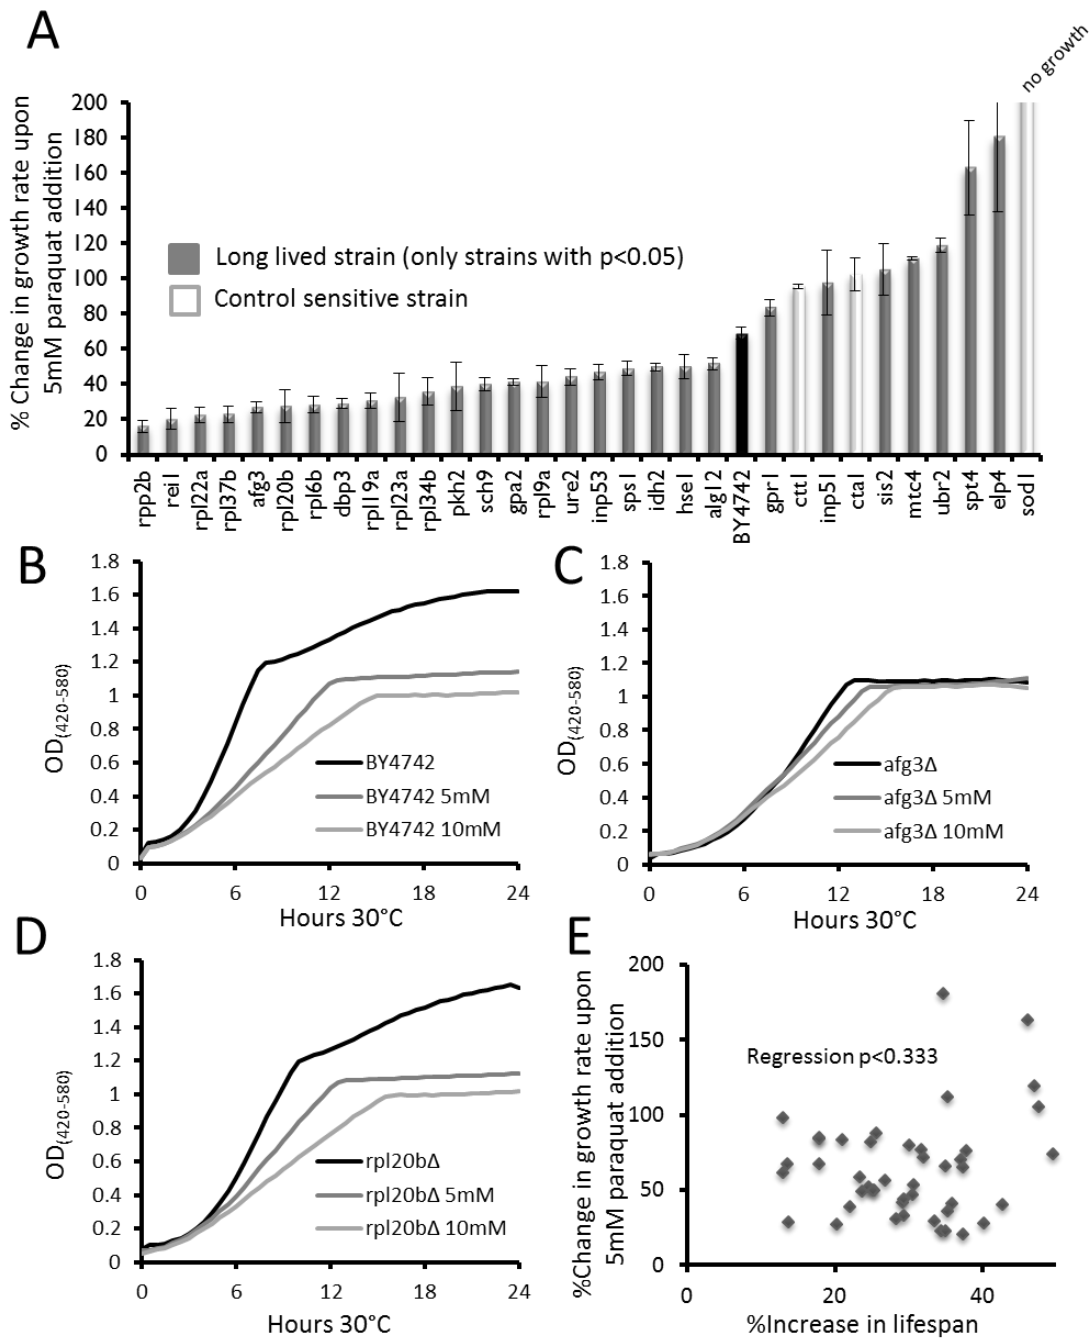 A
no growth
% Change in growth rate upon
5mM paraquat addition
200
180
160
140
120
100
80
60
40
20
0
Long lived strain (only strains with p<0.05)
Control sensitive strain
rpp2b
rei1
rpl22a
rpl37b
afg3
rpl20b
rpl6b
dbp3
rpl19a
rpl23a
rpl34b
pkh2
sch9
gpa2
rpl9a
ure2
inp53
sps1
idh2
hse1
alg12
BY4742
gpr1
ctt1
inp51
cta1
sis2
mtc4
ubr2
spt4
elp4
sod1
B
OD(420-580)
1.8
1.6
1.4
1.2
1
0.8
0.6
0.4
0.2
0
BY4742
BY4742 5mM
BY4742 10mM
0 6 12 18 24
Hours 30°C
C
OD(420-580)
1.8
1.6
1.4
1.2
1
0.8
0.6
0.4
0.2
0
afg3Δ
afg3Δ 5mM
afg3Δ 10mM
0 6 12 18 24
Hours 30°C
D
OD(420-580)
1.8
1.6
1.4
1.2
1
0.8
0.6
0.4
0.2
0
rpl20bΔ
rpl20bΔ 5mM
rpl20bΔ 10mM
0 6 12 18 24
Hours 30°C
E
%Change in growth rate upon
5mM paraquat addition
200
150
100
50
0
Regression p<0.333
0 20 40
%Increase in lifespan